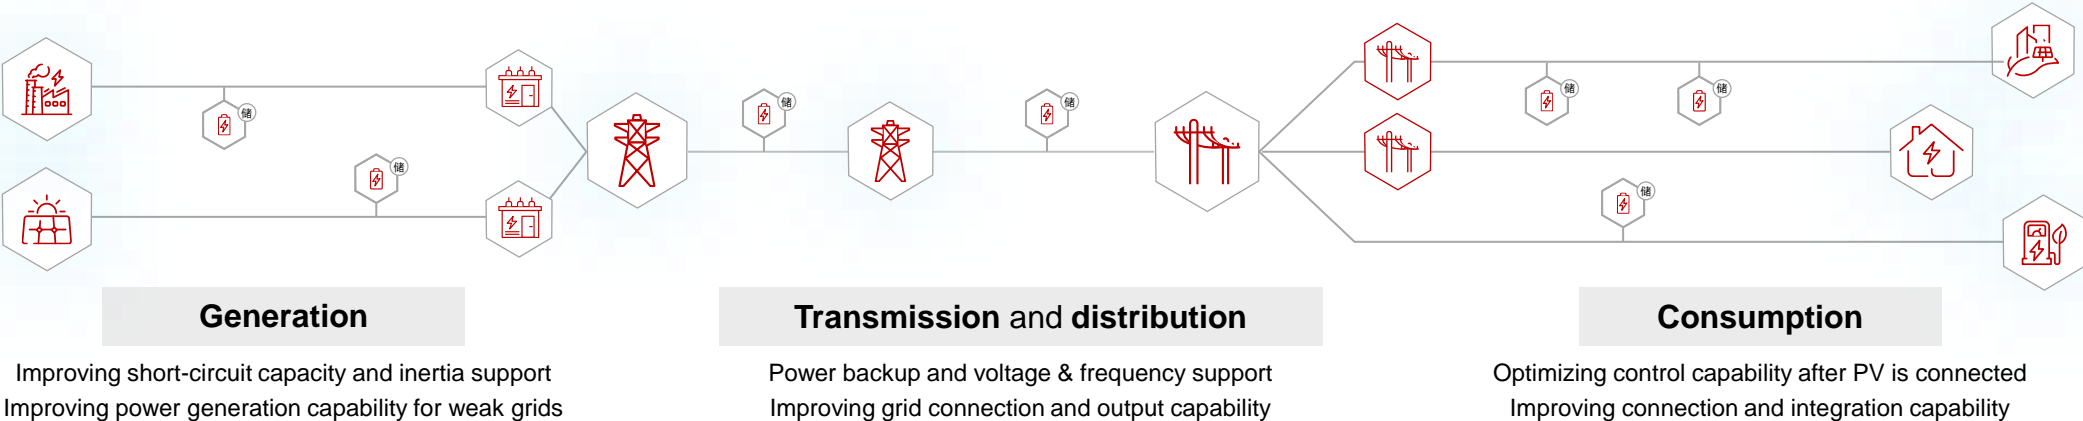 储
储
储
储
储
储
储
Generation
Transmission and distribution
Consumption
Improving short-circuit capacity and inertia support
Improving power generation capability for weak grids
Power backup and voltage & frequency support
Improving grid connection and output capability
Optimizing control capability after PV is connected
Improving connection and integration capability